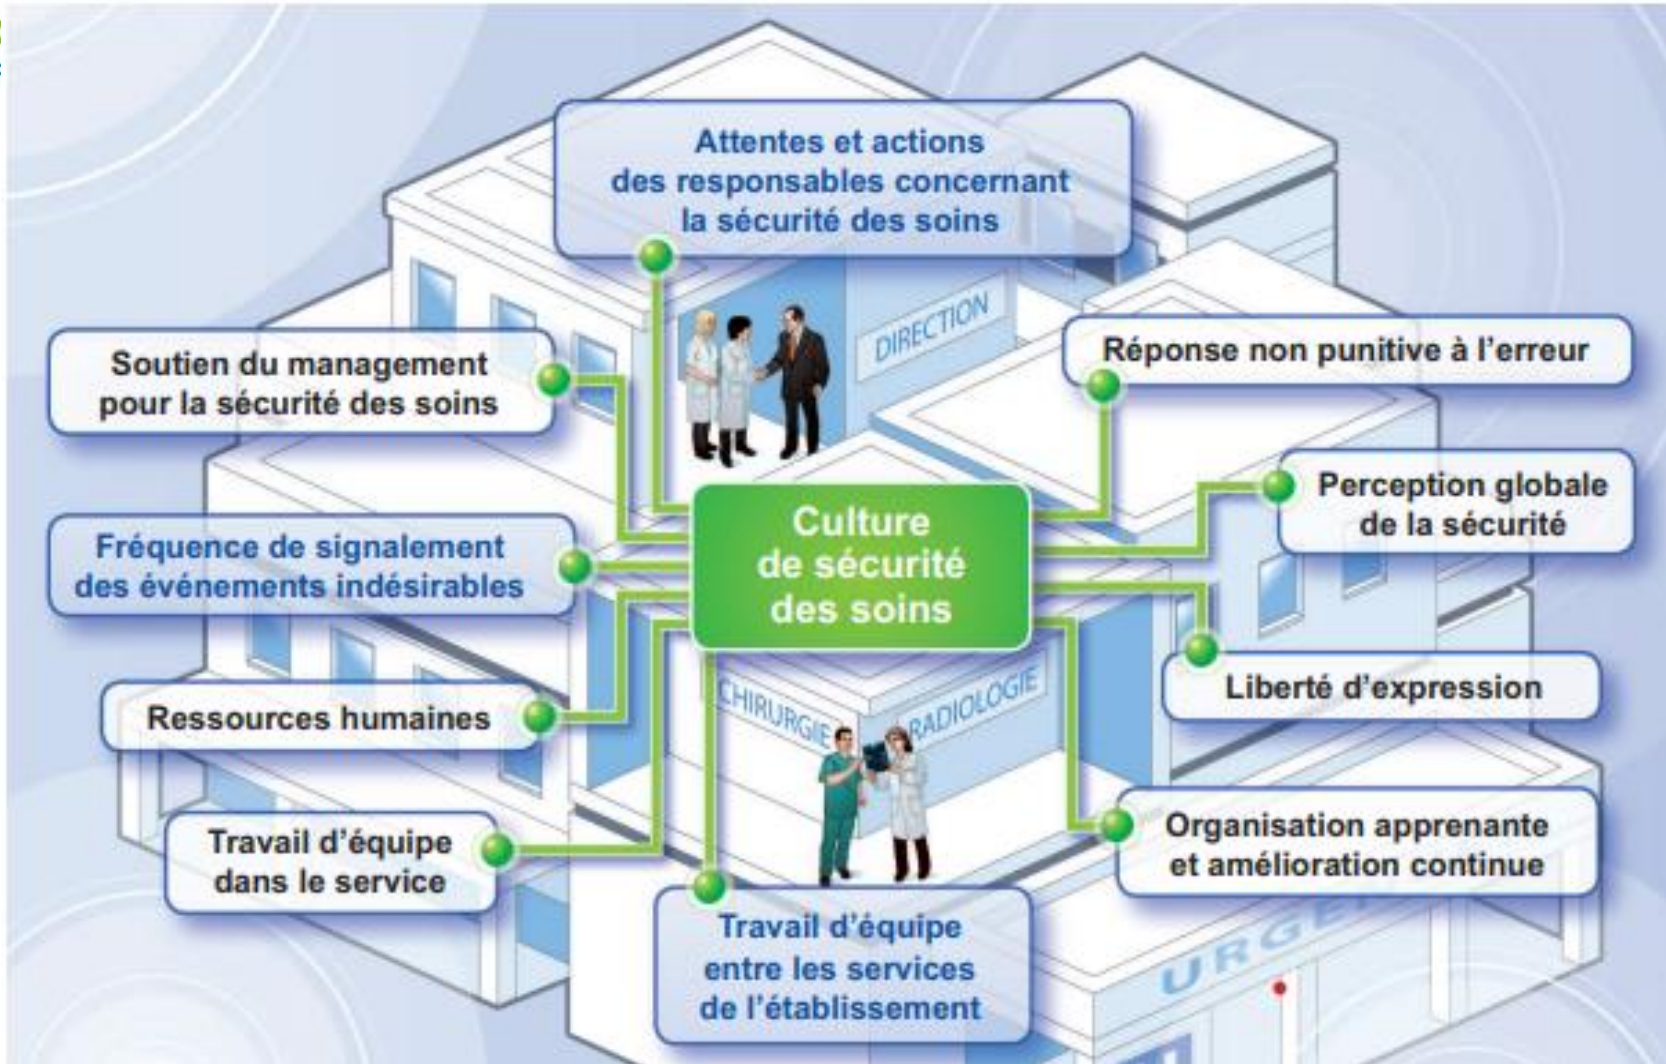 Attentes et actions
des responsables concernant
la sécurité des soins
DIRECTION
Soutien du management
pour la sécurité des soins
Réponse non punitive à l'erreur
Perception globale
de la sécurité
Culture
de sécurité
des soins
Fréquence de signalement
des événements indésirables
Liberté d'expression
Ressources humaines
CHIRURGIE
RADIOLOGIE
Travail d'équipe
dans le service
Organisation apprenante
et amélioration continue
Travail d'équipe
entre les services
de l'établissement